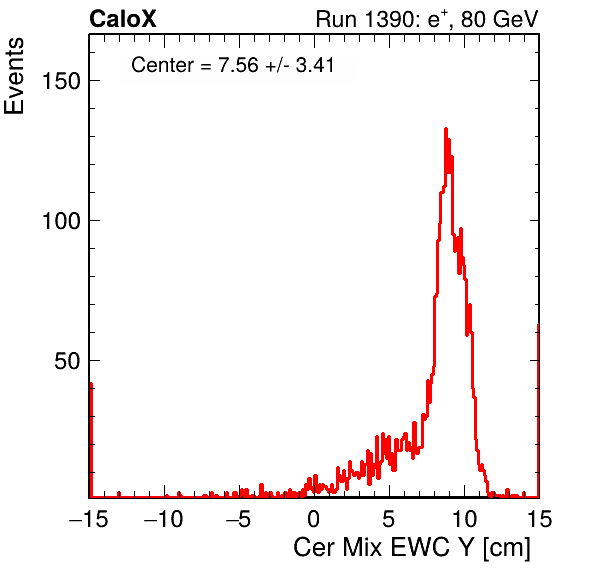 CaloX Run 1390: e⁺, 80 GeV
Center = 7.56 +/- 3.41
Events
150
100
50
−15 −10 −5 0 5 10 15
Cer Mix EWC Y [cm]